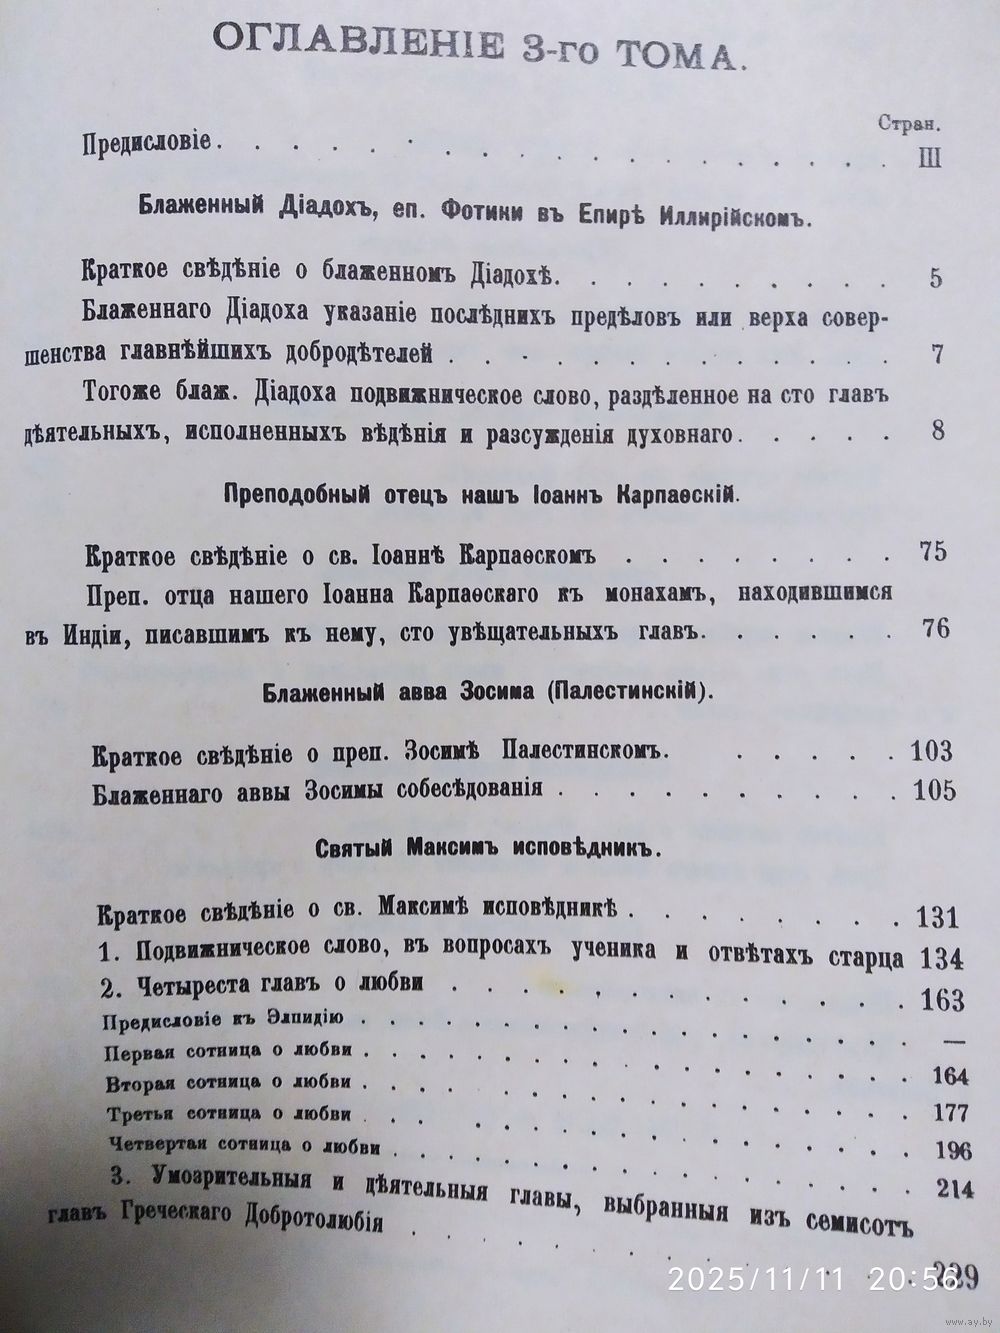 ОГЛАВЛЕНІЕ 3-го ТОМА.
Стран.
Предисловіе . . . . . . . . . . . . . . . . . III
Блаженный Діадохъ, еп. Фотики въ Епирѣ Иллирійскомъ.
Краткое свѣдѣніе о блаженномъ Діадохѣ. . . . . . . . . . 5
Блаженнаго Діадоха указаніе послѣднихъ предѣловъ или верха совер-
шенства главнѣйшихъ добродѣтелей . . . . . . . . . . . . 7
Тогоже блаж. Діадоха подвижническое слово, раздѣленное на сто главъ
дѣятельныхъ, исполненныхъ вѣдѣнія и разсужденія духовнаго. . . . . 8
Преподобный отецъ нашъ Іоаннъ Карпаѳскій.
Краткое свѣдѣніе о св. Іоаннѣ Карпаѳскомъ . . . . . . . . 75
Преп. отца нашего Іоанна Карпаѳскаго къ монахамъ, находившимся
въ Индіи, писавшимъ къ нему, сто увѣщательныхъ главъ. . . . . . 76
Блаженный авва Зосима (Палестинскій).
Краткое свѣдѣніе о преп. Зосимѣ Палестинскомъ. . . . . . 103
Блаженнаго аввы Зосимы собесѣдованія . . . . . . . . . . 105
Святый Максимъ исповѣдникъ.
Краткое свѣдѣніе о св. Максимѣ исповѣдникѣ . . . . . . . . 131
1. Подвижническое слово, въ вопросахъ ученика и отвѣтахъ старца 134
2. Четыреста главъ о любви . . . . . . . . . . . . . 163
Предисловіе къ Элпидію . . . . . . . . . . . . . . . —
Первая сотница о любви . . . . . . . . . . . . . . . 164
Вторая сотница о любви . . . . . . . . . . . . . . . 177
Третья сотница о любви . . . . . . . . . . . . . . . 196
Четвертая сотница о любви . . . . . . . . . . . . . . 214
3. Умозрительныя и дѣятельныя главы, выбранныя изъ семисотъ
главъ Греческаго Добротолюбія . . . . . . . . . . . . 229
2025/11/11 20:56
www.ay.by